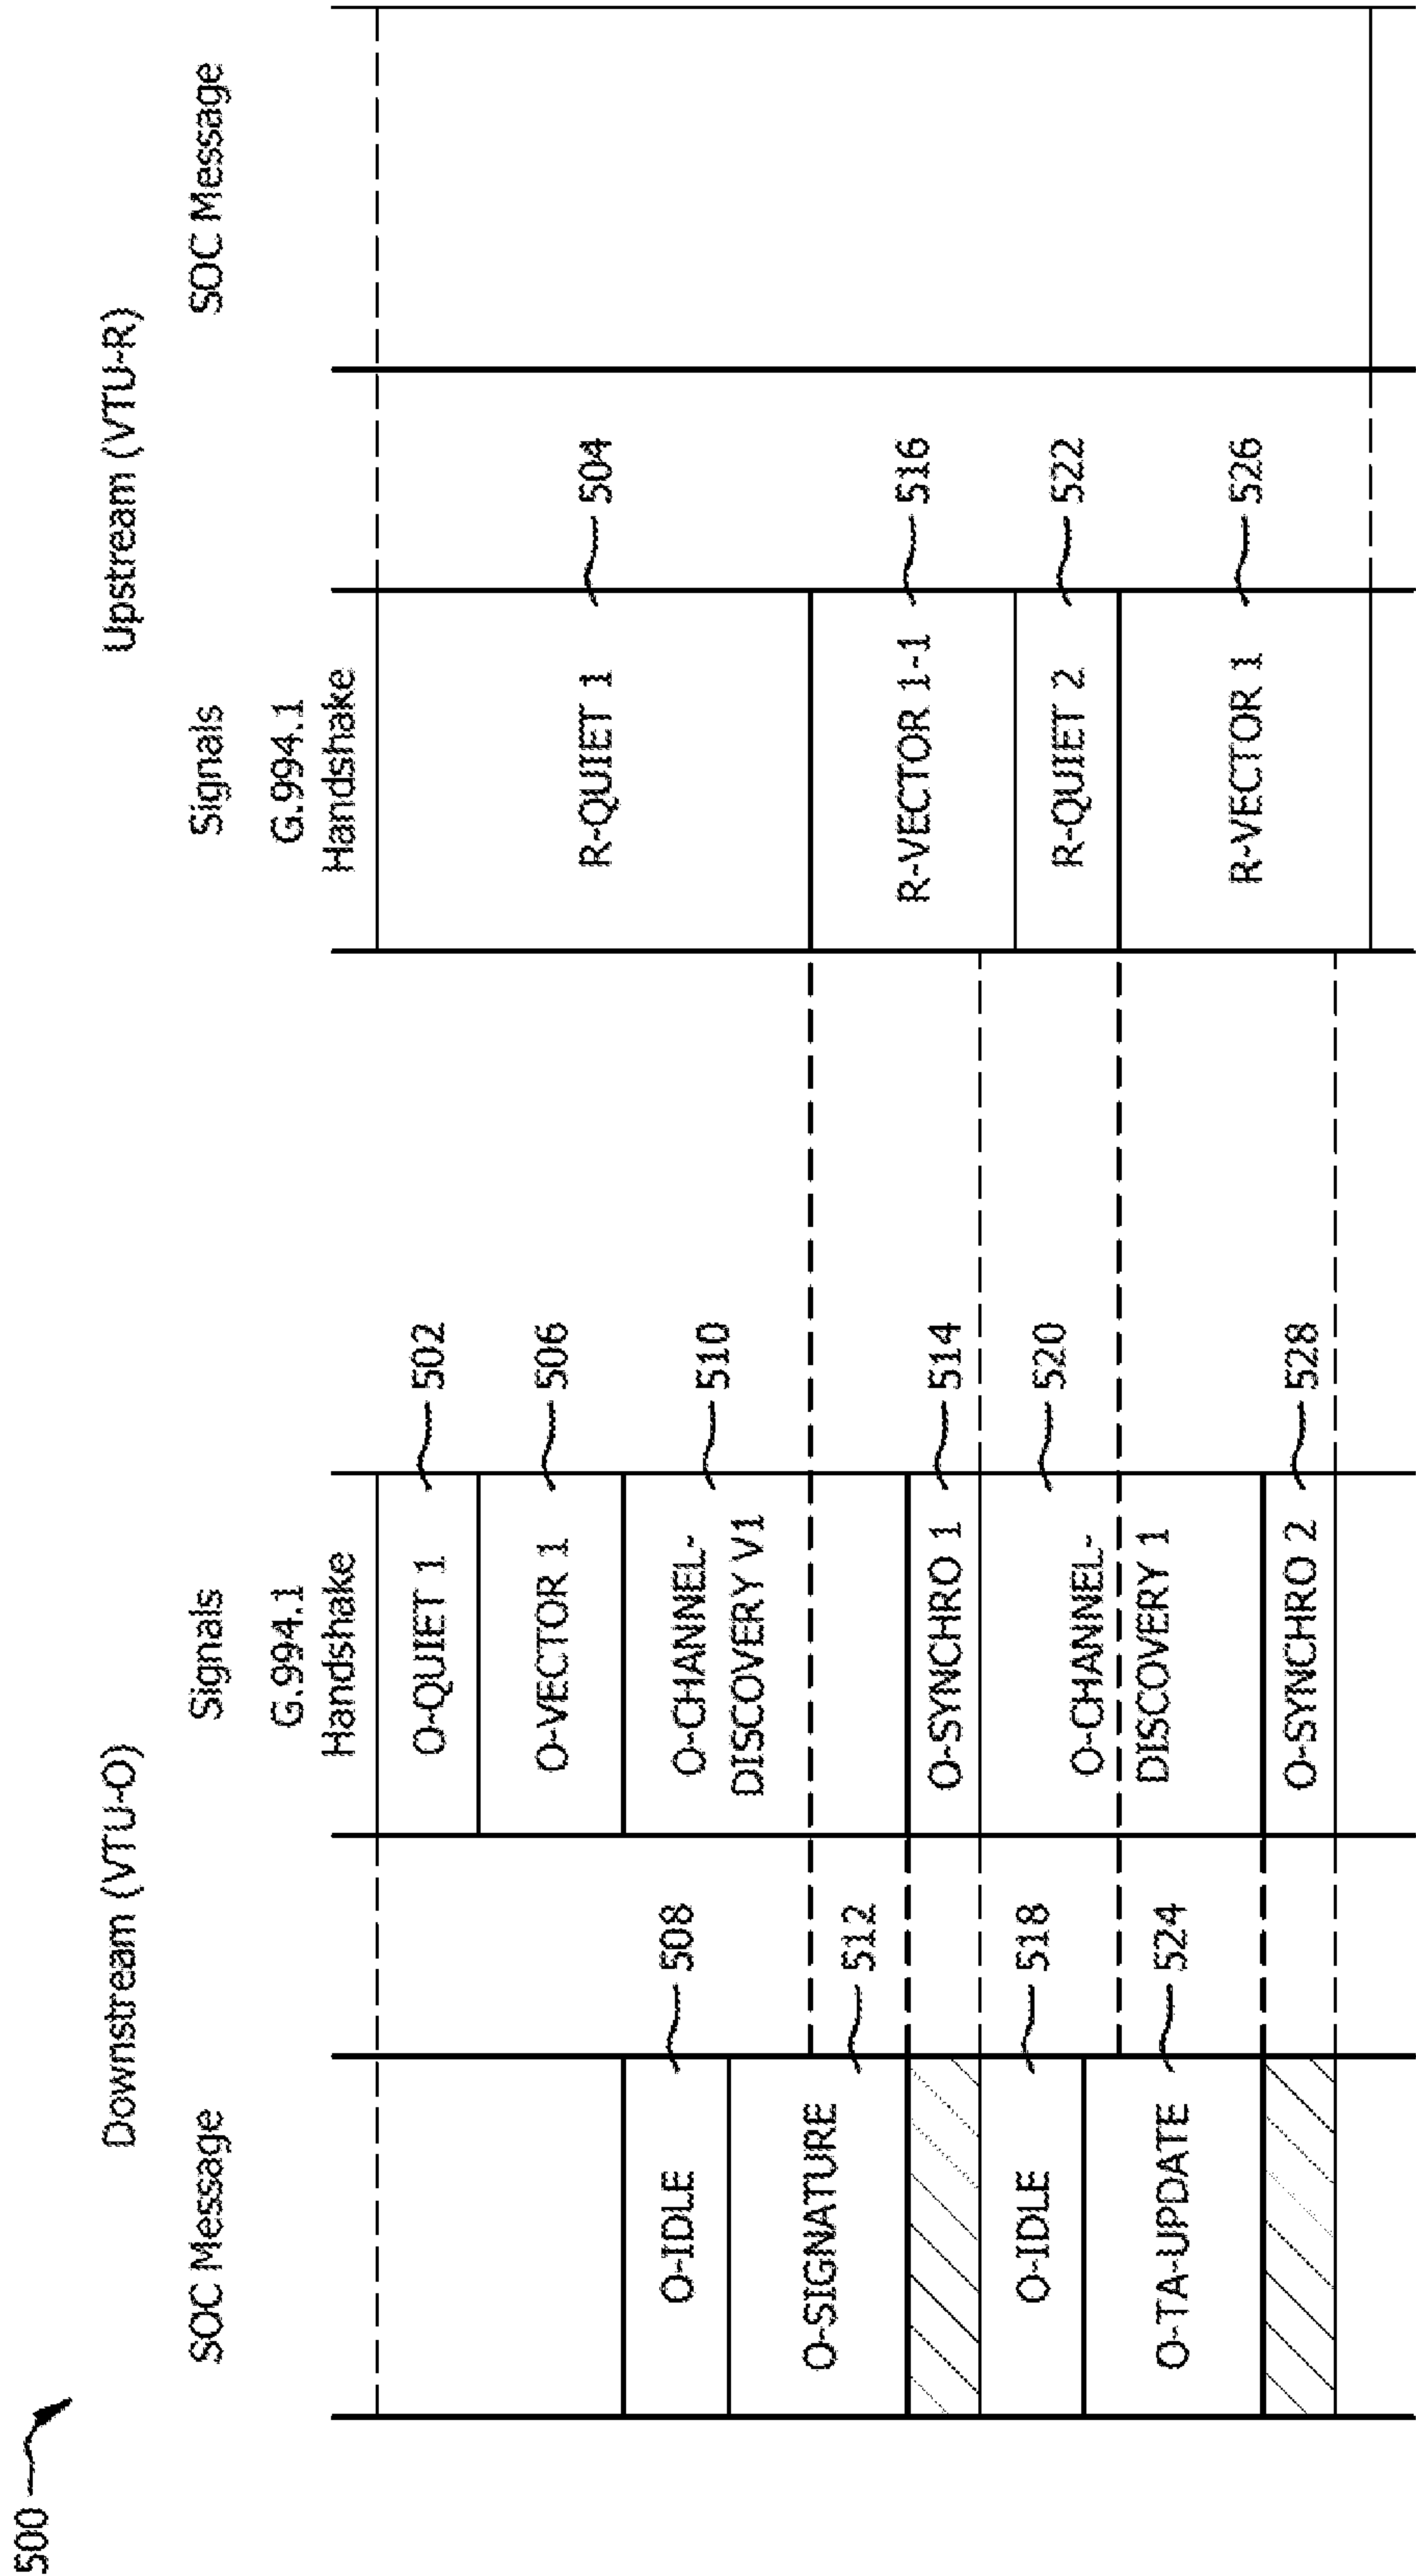 500
Downstream (VTU-O)
Upstream (VTU-R)
SOC Message
Signals
Signals
SOC Message
G.994.1
Handshake
G.994.1
Handshake
O-QUIET 1
502
R-QUIET 1
504
O-VECTOR 1
506
O-IDLE
508
O-CHANNEL-
DISCOVERY V1
510
O-SIGNATURE
512
O-SYNCHRO 1
514
R-VECTOR 1-1
516
O-IDLE
518
O-CHANNEL-
DISCOVERY 1
520
R-QUIET 2
522
O-TA-UPDATE
524
R-VECTOR 1
526
O-SYNCHRO 2
528